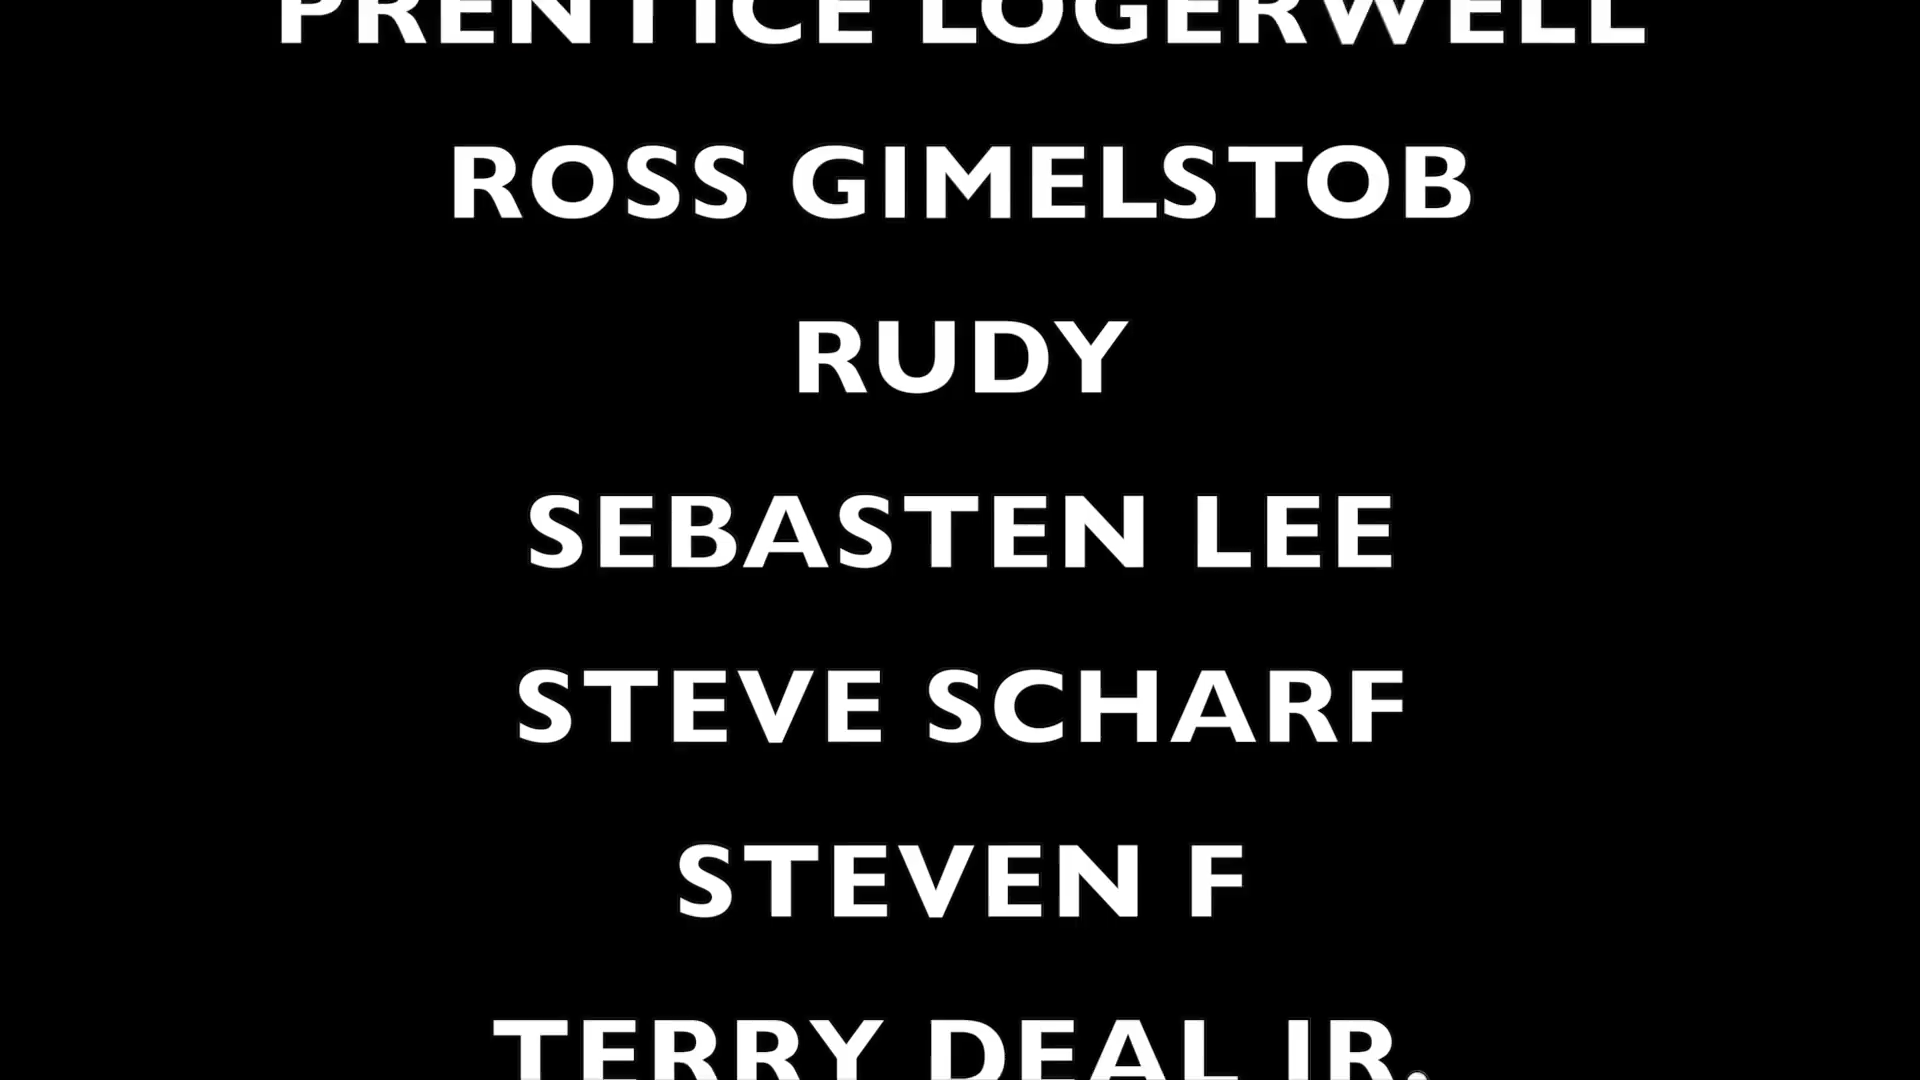 PRENTICE LOGERWELL
ROSS GIMELSTOB
RUDY
SEBASTEN LEE
STEVE SCHARF
STEVEN F
TERRY DEAL JR.